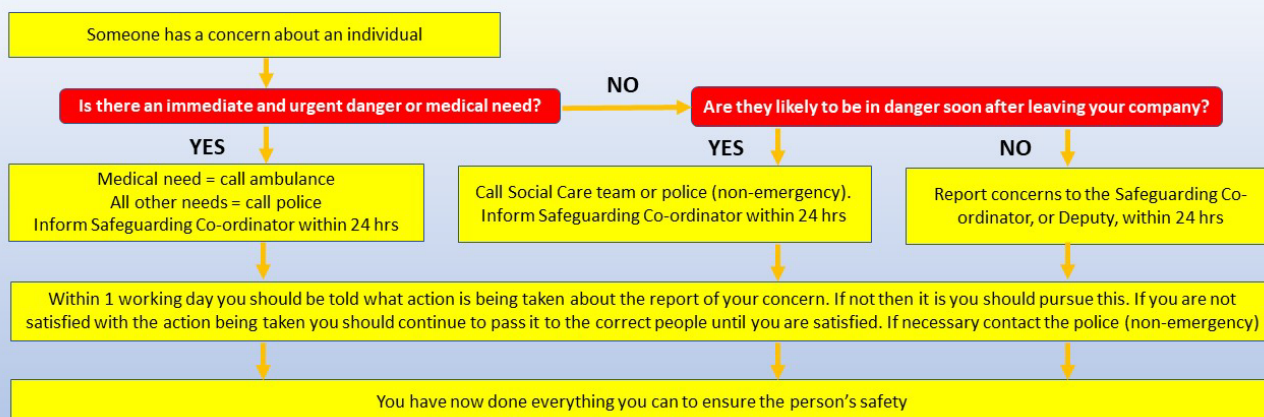 Someone has a concern about an individual
NO
Is there an immediate and urgent danger or medical need?
Are they likely to be in danger soon after leaving your company?
YES
YES
NO
Medical need = call ambulance
All other needs = call police
Inform Safeguarding Co-ordinator within 24 hrs
Call Social Care team or police (non-emergency).
Inform Safeguarding Co-ordinator within 24 hrs
Report concerns to the Safeguarding Co-
ordinator, or Deputy, within 24 hrs
Within 1 working day you should be told what action is being taken about the report of your concern. If not then it is you should pursue this. If you are not
satisfied with the action being taken you should continue to pass it to the correct people until you are satisfied. If necessary contact the police (non-emergency)
You have now done everything you can to ensure the person's safety